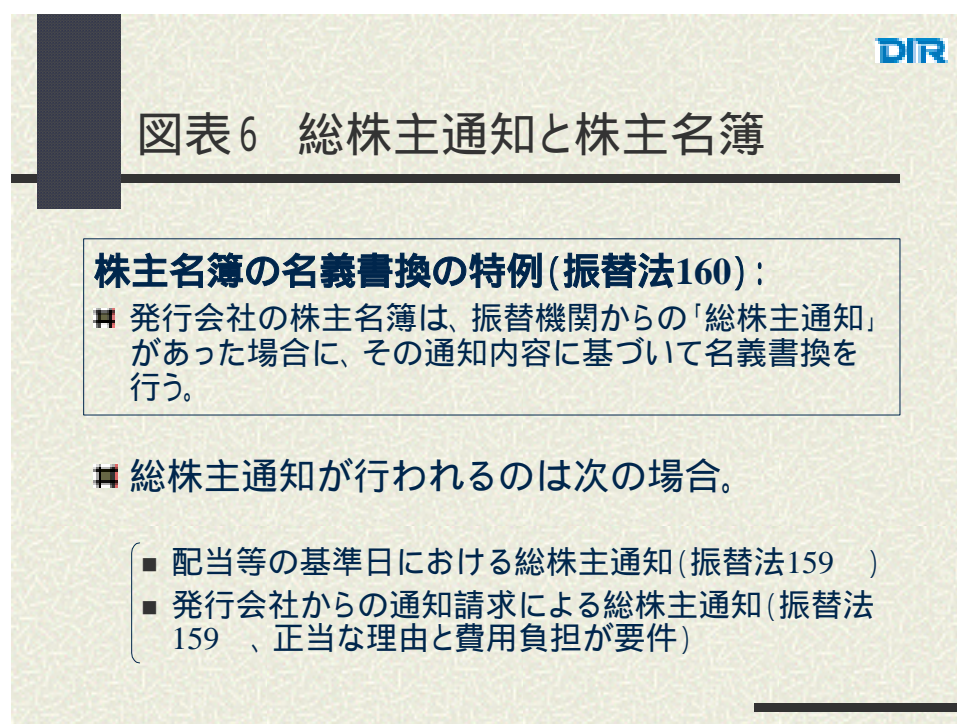 DIR
図表6 総株主通知と株主名簿
株主名簿の名義書換の特例(振替法160):
発行会社の株主名簿は、振替機関からの「総株主通知」
があった場合に、その通知内容に基づいて名義書換を
行う。
総株主通知が行われるのは次の場合。
配当等の基準日における総株主通知(振替法159 )
発行会社からの通知請求による総株主通知(振替法
159 、正当な理由と費用負担が要件)